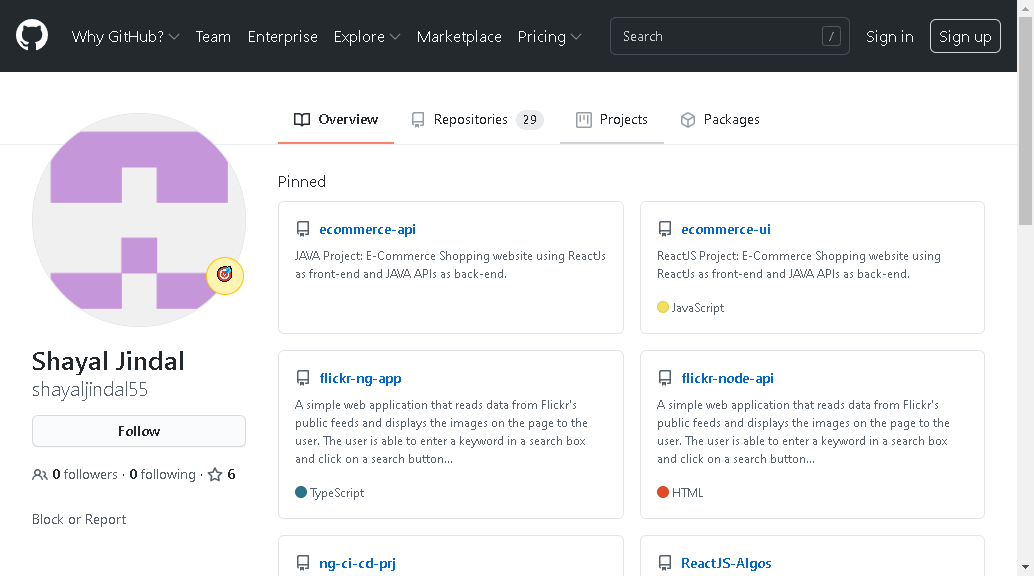 Why GitHub? Team Enterprise Explore Marketplace Pricing Search / Sign in Sign up
Overview Repositories 29 Projects Packages
Shayal Jindal
shayaljindal55
Follow
0 followers · 0 following · 6
Block or Report
Pinned
ecommerce-api
JAVA Project: E-Commerce Shopping website using ReactJs
as front-end and JAVA APIs as back-end.
ecommerce-ui
ReactJS Project: E-Commerce Shopping website using
ReactJs as front-end and JAVA APIs as back-end.
JavaScript
flickr-ng-app
A simple web application that reads data from Flickr's
public feeds and displays the images on the page to the
user. The user is able to enter a keyword in a search box
and click on a search button...
TypeScript
flickr-node-api
A simple web application that reads data from Flickr's
public feeds and displays the images on the page to the
user. The user is able to enter a keyword in a search box
and click on a search button...
HTML
ng-ci-cd-prj
ReactJS-Algos